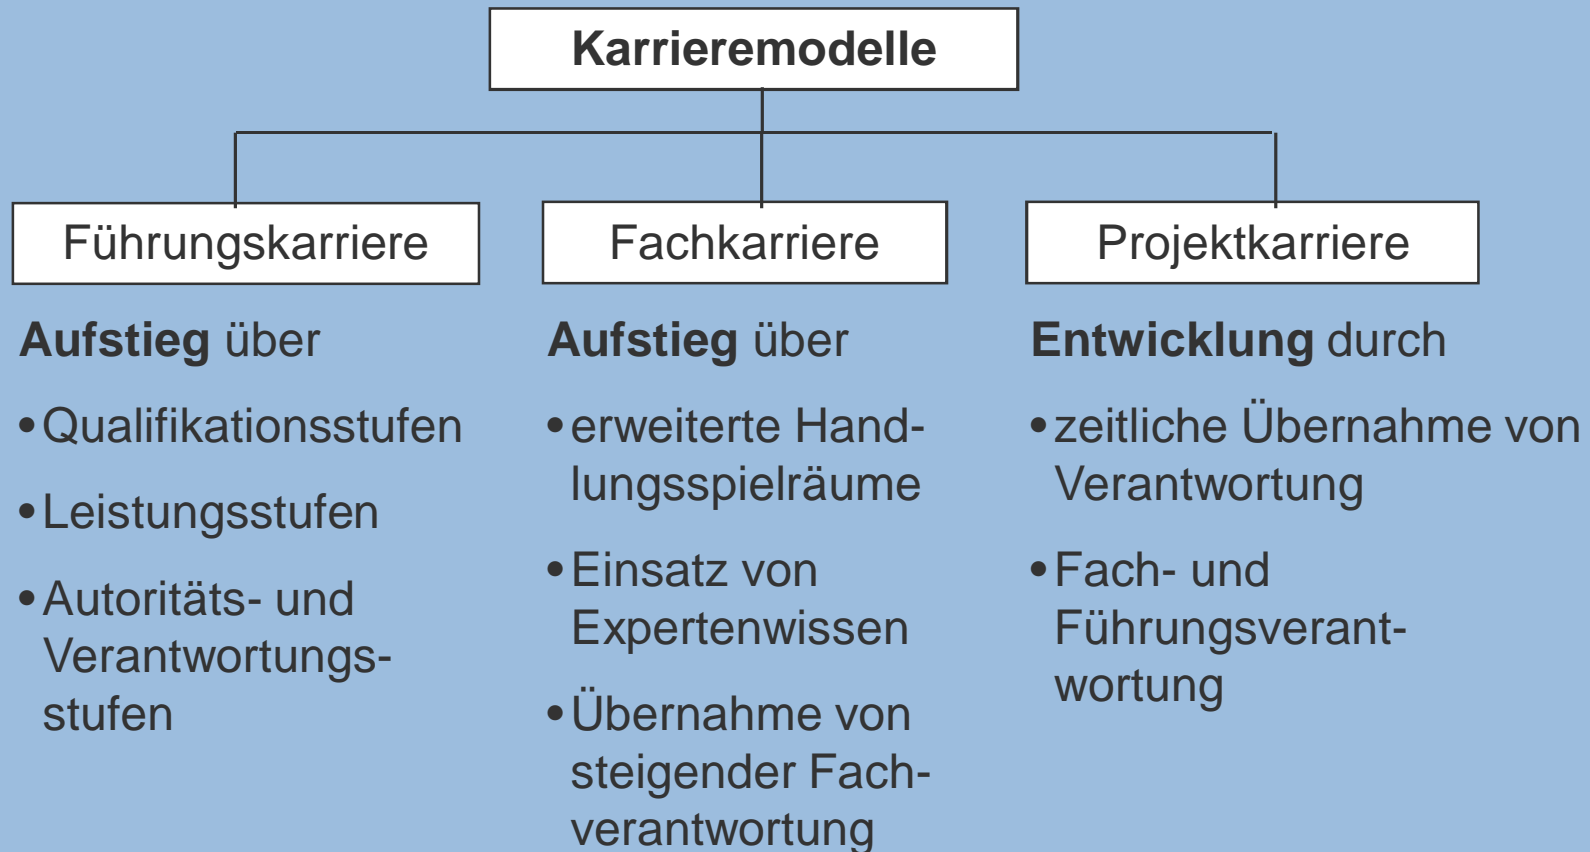 Karrieremodelle
Führungskarriere
Aufstieg über
• Qualifikationsstufen
• Leistungsstufen
• Autoritäts- und
Verantwortungs-
stufen
Fachkarriere
Aufstieg über
• erweiterte Hand-
lungsspielräume
• Einsatz von
Expertenwissen
• Übernahme von
steigender Fach-
verantwortung
Projektkarriere
Entwicklung durch
• zeitliche Übernahme von
Verantwortung
• Fach- und
Führungsverant-
wortung